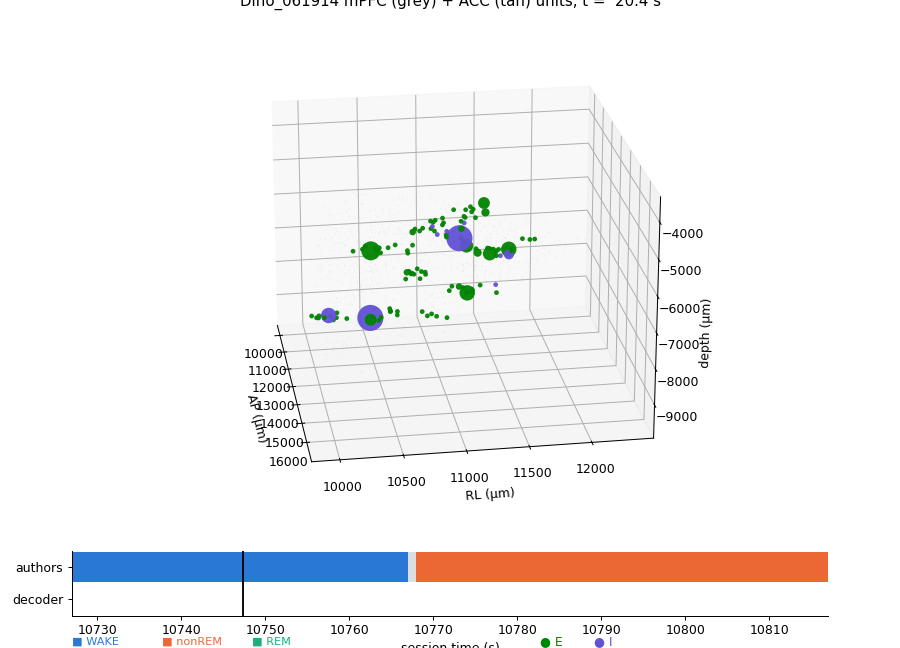 Dino_061914 mPFC (grey) + ACC (tan) units, t = 20.4 s
−4000
−5000
−6000
−7000
−8000
−9000
depth (μm)
10000
11000
12000
13000
14000
15000
16000
AP (μm)
10000
10500
11000
11500
12000
RL (μm)
authors
decoder
10730
10740
10750
10760
10770
10780
10790
10800
10810
session time (s)
WAKE
nonREM
REM
E
I